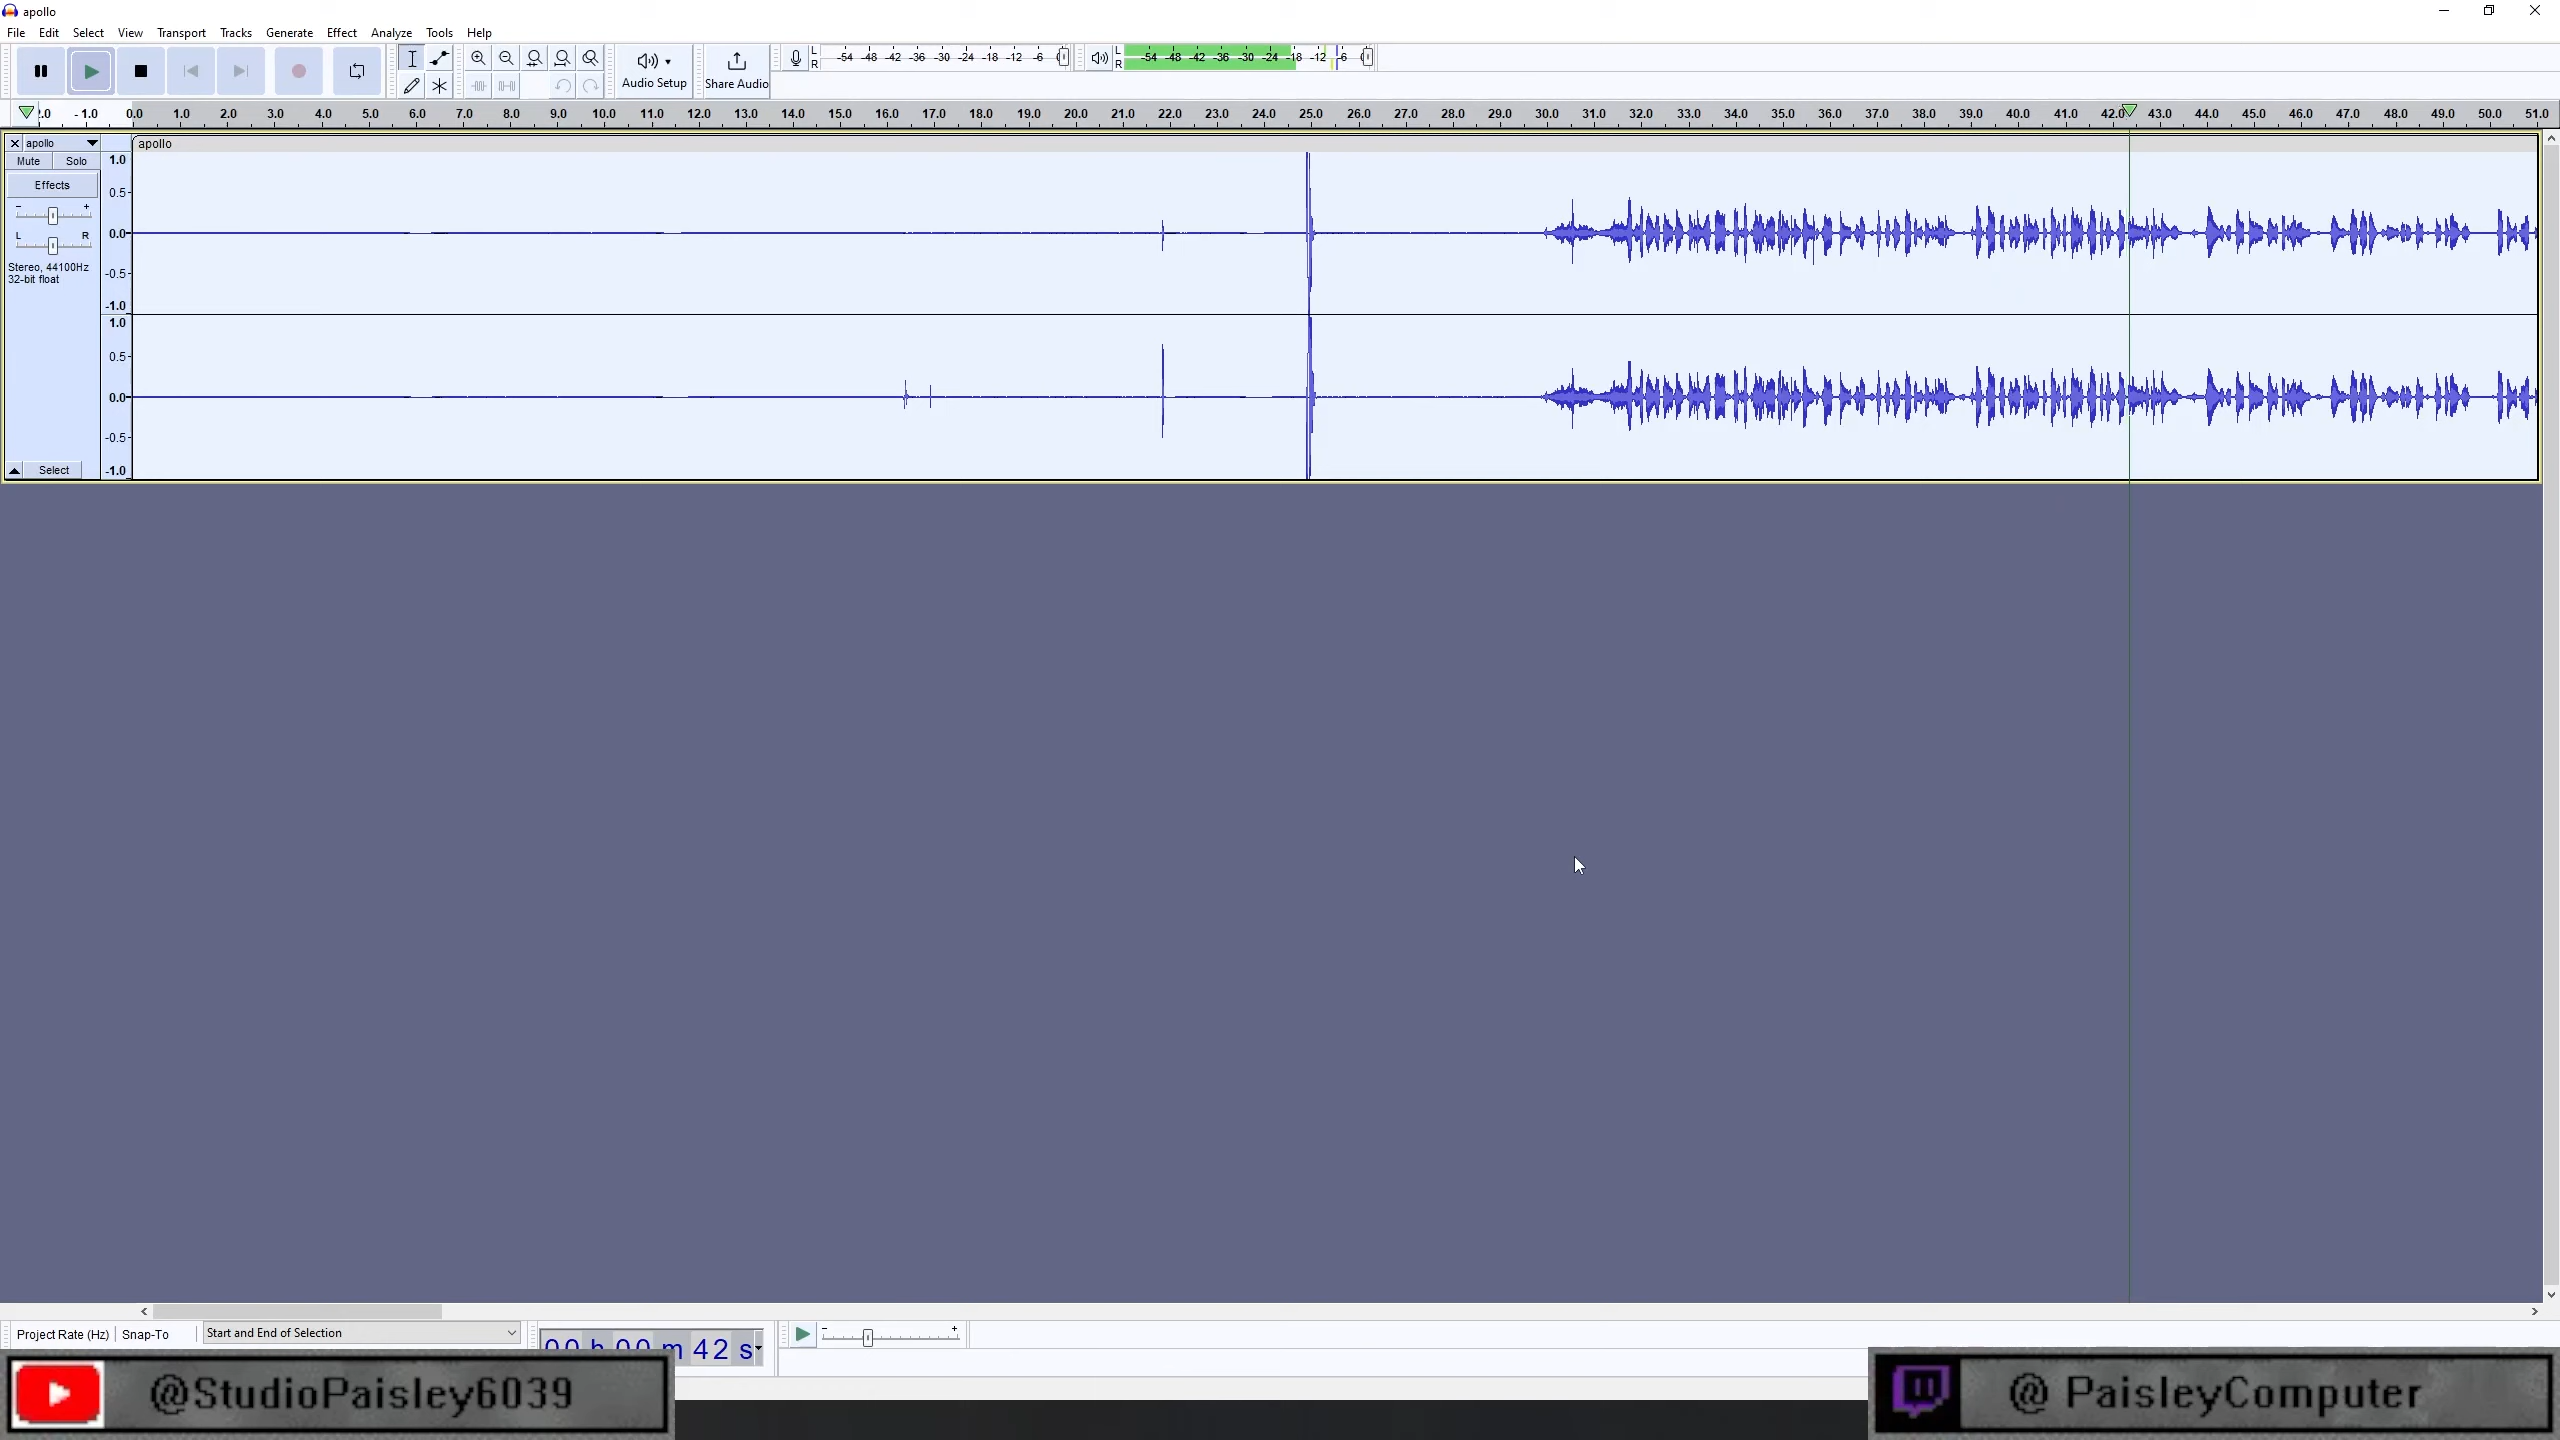 apollo
File Edit Select View Transport Tracks Generate Effect Analyze Tools Help
L -54 -48 -42 -36 -30 -24 -18 -12 -6 0
R
L -54 -48 -42 -36 -30 -24 -18 -12 -6
R
Audio Setup Share Audio
-1.0 0.0 1.0 2.0 3.0 4.0 5.0 6.0 7.0 8.0 9.0 10.0 11.0 12.0 13.0 14.0 15.0 16.0 17.0 18.0 19.0 20.0 21.0 22.0 23.0 24.0 25.0 26.0 27.0 28.0 29.0 30.0 31.0 32.0 33.0 34.0 35.0 36.0 37.0 38.0 39.0 40.0 41.0 42.0 43.0 44.0 45.0 46.0 47.0 48.0 49.0 50.0 51.0
apollo apollo
Mute Solo 1.0
Effects 0.5
- +
L R 0.0
Stereo, 44100Hz
32-bit float
-0.5
-1.0
1.0
0.5
0.0
-0.5
Select -1.0
Project Rate (Hz) Snap-To Start and End of Selection
00 h 00 m 42 s
- +
@StudioPaisley6039
@ PaisleyComputer